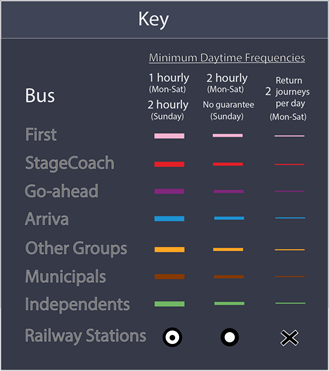 Key
Minimum Daytime Frequencies
Bus
1 hourly
(Mon-Sat)
2 hourly
(Sunday)
2 hourly
(Mon-Sat)
No guarantee
(Sunday)
Return
2 journeys
per day
(Mon-Sat)
First
StageCoach
Go-ahead
Arriva
Other Groups
Municipals
Independents
Railway Stations